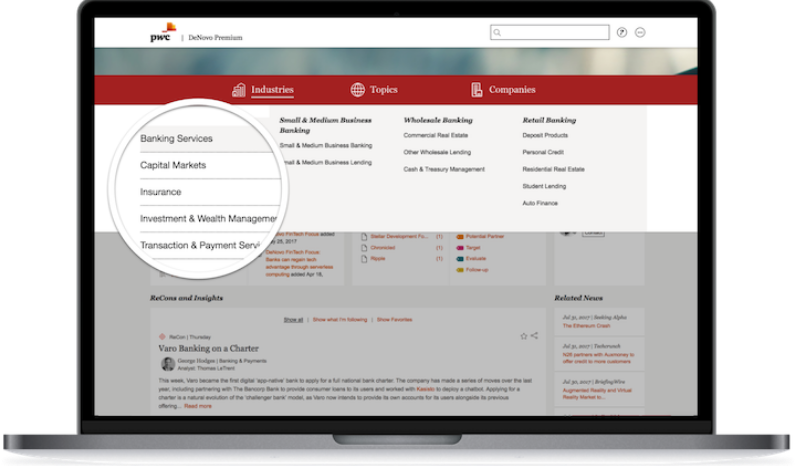 pwc | DeNovo Premium
Industries
Topics
Companies
Banking Services
Capital Markets
Insurance
Investment & Wealth Manageme
Transaction & Payment Serv
Small & Medium Business
Banking
Small & Medium Business Banking
Small & Medium Business Lending
Wholesale Banking
Commercial Real Estate
Other Wholesale Lending
Cash & Treasury Management
Retail Banking
Deposit Products
Personal Credit
Residential Real Estate
Student Lending
Auto Finance
FinTech Focus added
25, 2017
DeNovo FinTech Focus:
Banks can regain tech
advantage through serverless
computing added Apr 18,
Stellar Development Fo... (1)
Chronicled (1)
Ripple (1)
Potential Partner
Target
Evaluate
Follow-up
ReCons and Insights
Show all | Show what I'm following | Show Favorites
ReCon | Thursday
Varo Banking on a Charter
George Hodges | Banking & Payments
Analyst: Thomas LeTrent
This week, Varo became the first digital 'app-native' bank to apply for a full national bank charter. The company has made a series of moves over the last
year, including partnering with The Bancorp Bank to provide consumer loans to its users and worked with Kasisto to deploy a chatbot. Applying for a
charter is a natural evolution of the 'challenger bank' model, as Varo now intends to provide its own accounts for its users alongside its previous
offering... Read more
Related News
Jul 31, 2017 | Seeking Alpha
The Ethereum Crash
Jul 31, 2017 | Techcrunch
N26 partners with Auxmoney to
offer credit to more customers
Jul 30, 2017 | BriefingWire
Augmented Reality and Virtual
Reality Market to...